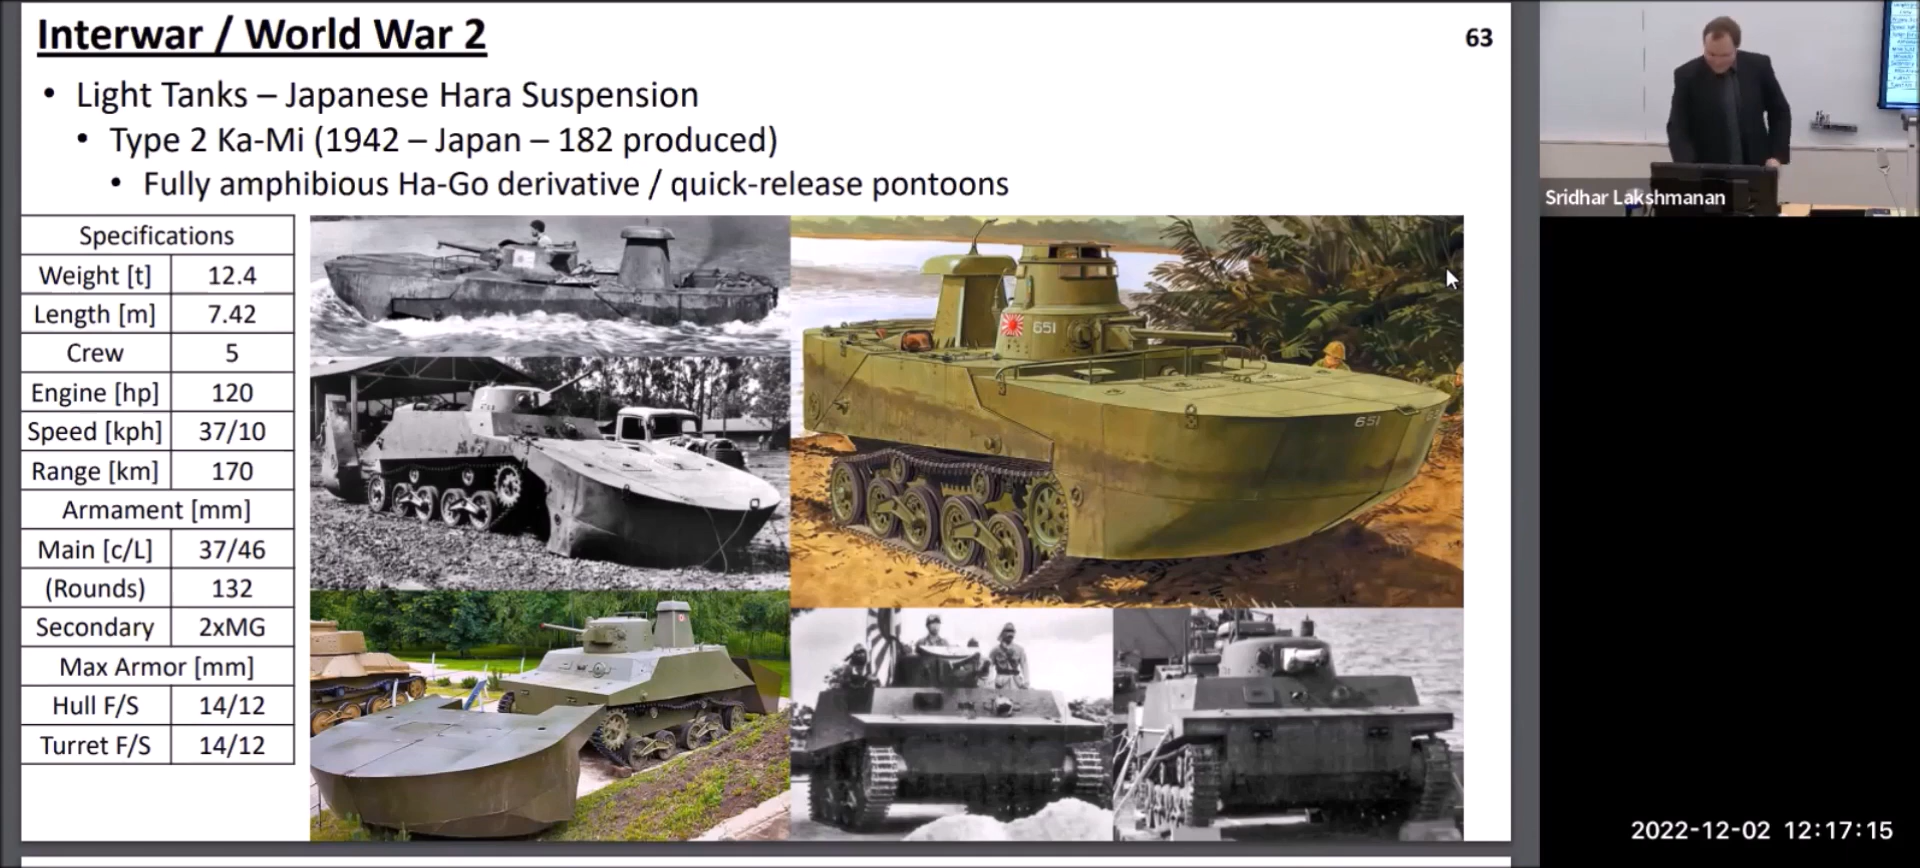 Interwar / World War 2
63
• Light Tanks – Japanese Hara Suspension
• Type 2 Ka-Mi (1942 – Japan – 182 produced)
• Fully amphibious Ha-Go derivative / quick-release pontoons
Specifications
Weight [t] 12.4
Length [m] 7.42
Crew 5
Engine [hp] 120
Speed [kph] 37/10
Range [km] 170
Armament [mm]
Main [c/L] 37/46
(Rounds) 132
Secondary 2xMG
Max Armor [mm]
Hull F/S 14/12
Turret F/S 14/12
651
651
Sridhar Lakshmanan
2022-12-02 12:17:15